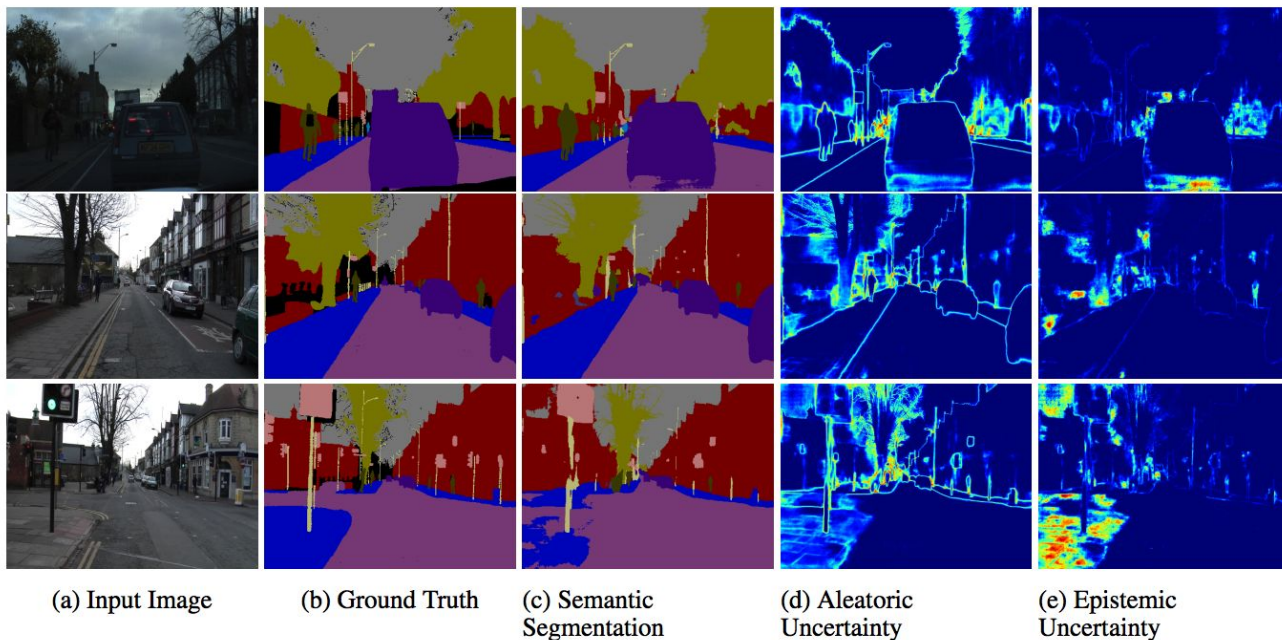 (a) Input Image
(b) Ground Truth
(c) Semantic
Segmentation
(d) Aleatoric
Uncertainty
(e) Epistemic
Uncertainty